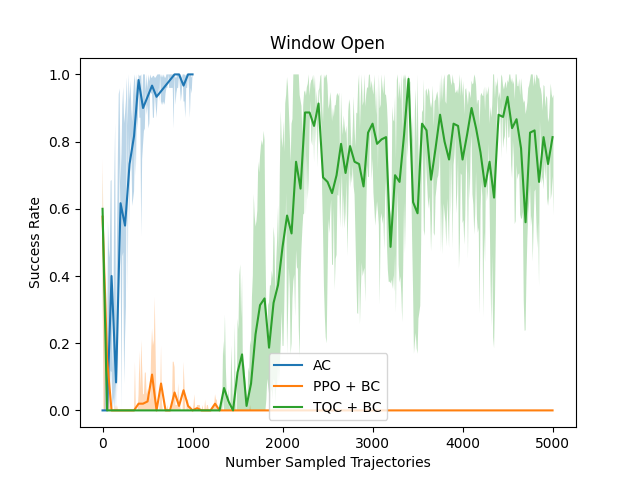 Window Open
Success Rate
1.0
0.8
0.6
0.4
0.2
0.0
AC
PPO + BC
TQC + BC
0 1000 2000 3000 4000 5000
Number Sampled Trajectories